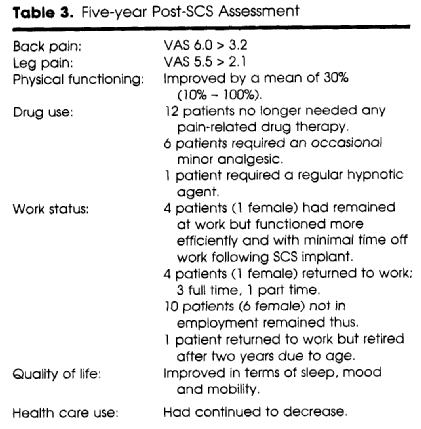 Table 3. Five-year Post-SCS Assessment
Back pain: VAS 6.0 > 3.2
Leg pain: VAS 5.5 > 2.1
Physical functioning: Improved by a mean of 30%
(10% – 100%).
Drug use: 12 patients no longer needed any
pain-related drug therapy.
6 patients required an occasional
minor analgesic.
1 patient required a regular hypnotic
agent.
Work status: 4 patients (1 female) had remained
at work but functioned more
efficiently and with minimal time off
work following SCS implant.
4 patients (1 female) returned to work;
3 full time, 1 part time.
10 patients (6 female) not in
employment remained thus.
1 patient returned to work but retired
after two years due to age.
Quality of life: Improved in terms of sleep, mood
and mobility.
Health care use: Had continued to decrease.